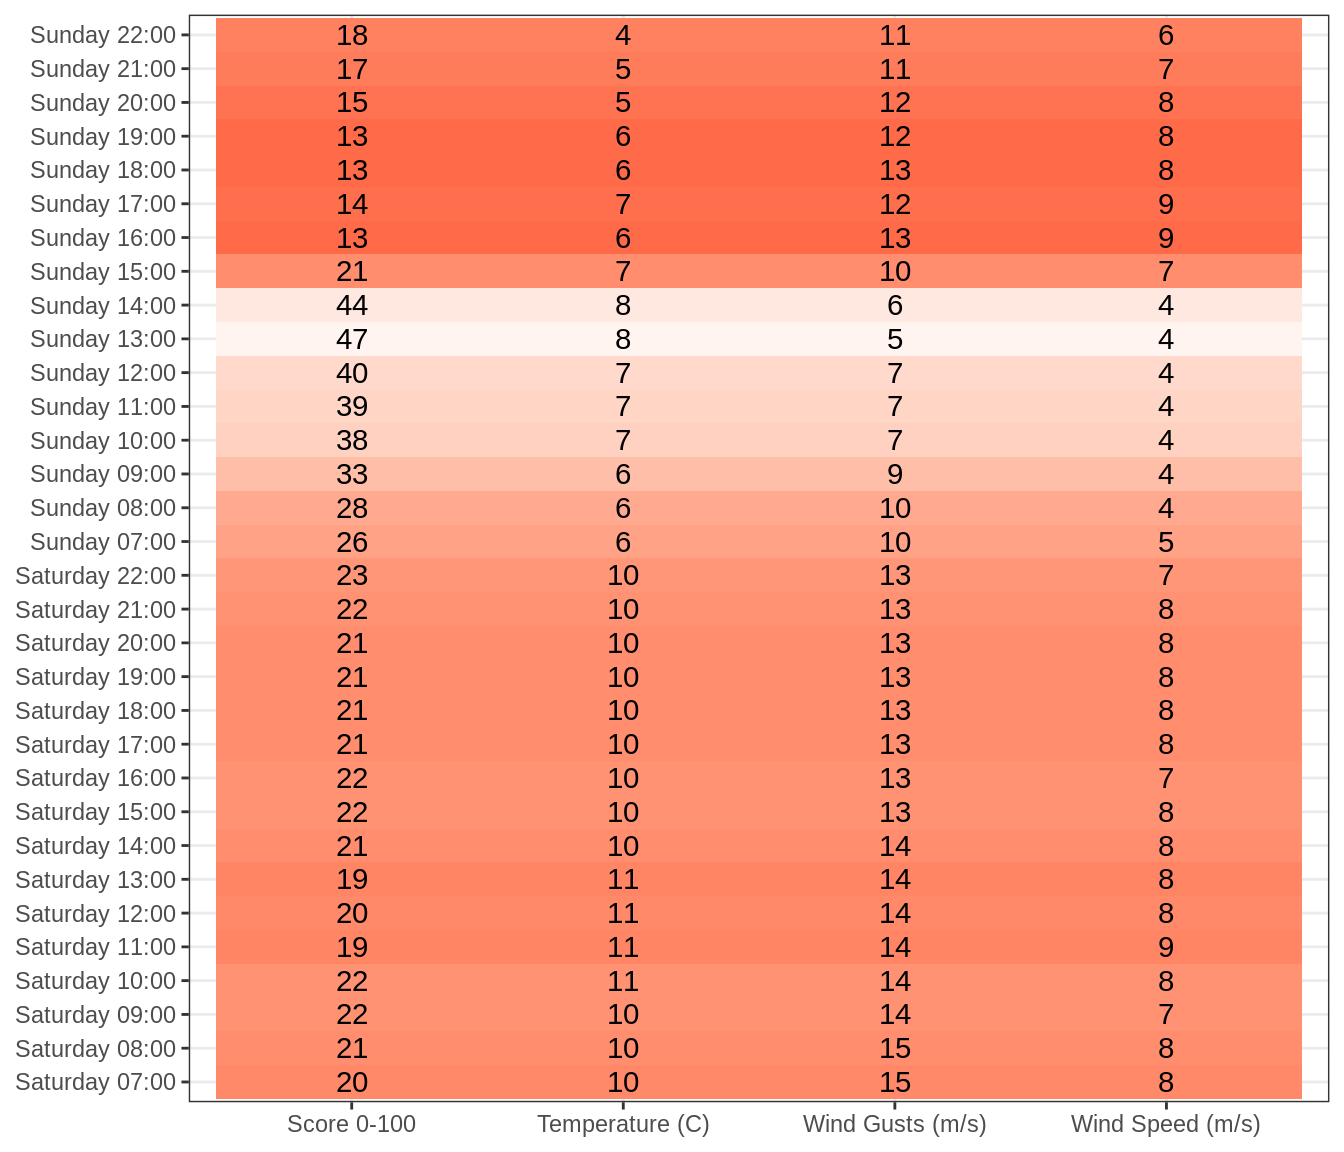 Sunday 22:00 18 4 11 6
Sunday 21:00 17 5 11 7
Sunday 20:00 15 5 12 8
Sunday 19:00 13 6 12 8
Sunday 18:00 13 6 13 8
Sunday 17:00 14 7 12 9
Sunday 16:00 13 6 13 9
Sunday 15:00 21 7 10 7
Sunday 14:00 44 8 6 4
Sunday 13:00 47 8 5 4
Sunday 12:00 40 7 7 4
Sunday 11:00 39 7 7 4
Sunday 10:00 38 7 7 4
Sunday 09:00 33 6 9 4
Sunday 08:00 28 6 10 4
Sunday 07:00 26 6 10 5
Saturday 22:00 23 10 13 7
Saturday 21:00 22 10 13 8
Saturday 20:00 21 10 13 8
Saturday 19:00 21 10 13 8
Saturday 18:00 21 10 13 8
Saturday 17:00 21 10 13 8
Saturday 16:00 22 10 13 7
Saturday 15:00 22 10 13 8
Saturday 14:00 21 10 14 8
Saturday 13:00 19 11 14 8
Saturday 12:00 20 11 14 8
Saturday 11:00 19 11 14 9
Saturday 10:00 22 11 14 8
Saturday 09:00 22 10 14 7
Saturday 08:00 21 10 15 8
Saturday 07:00 20 10 15 8
Score 0-100 Temperature (C) Wind Gusts (m/s) Wind Speed (m/s)